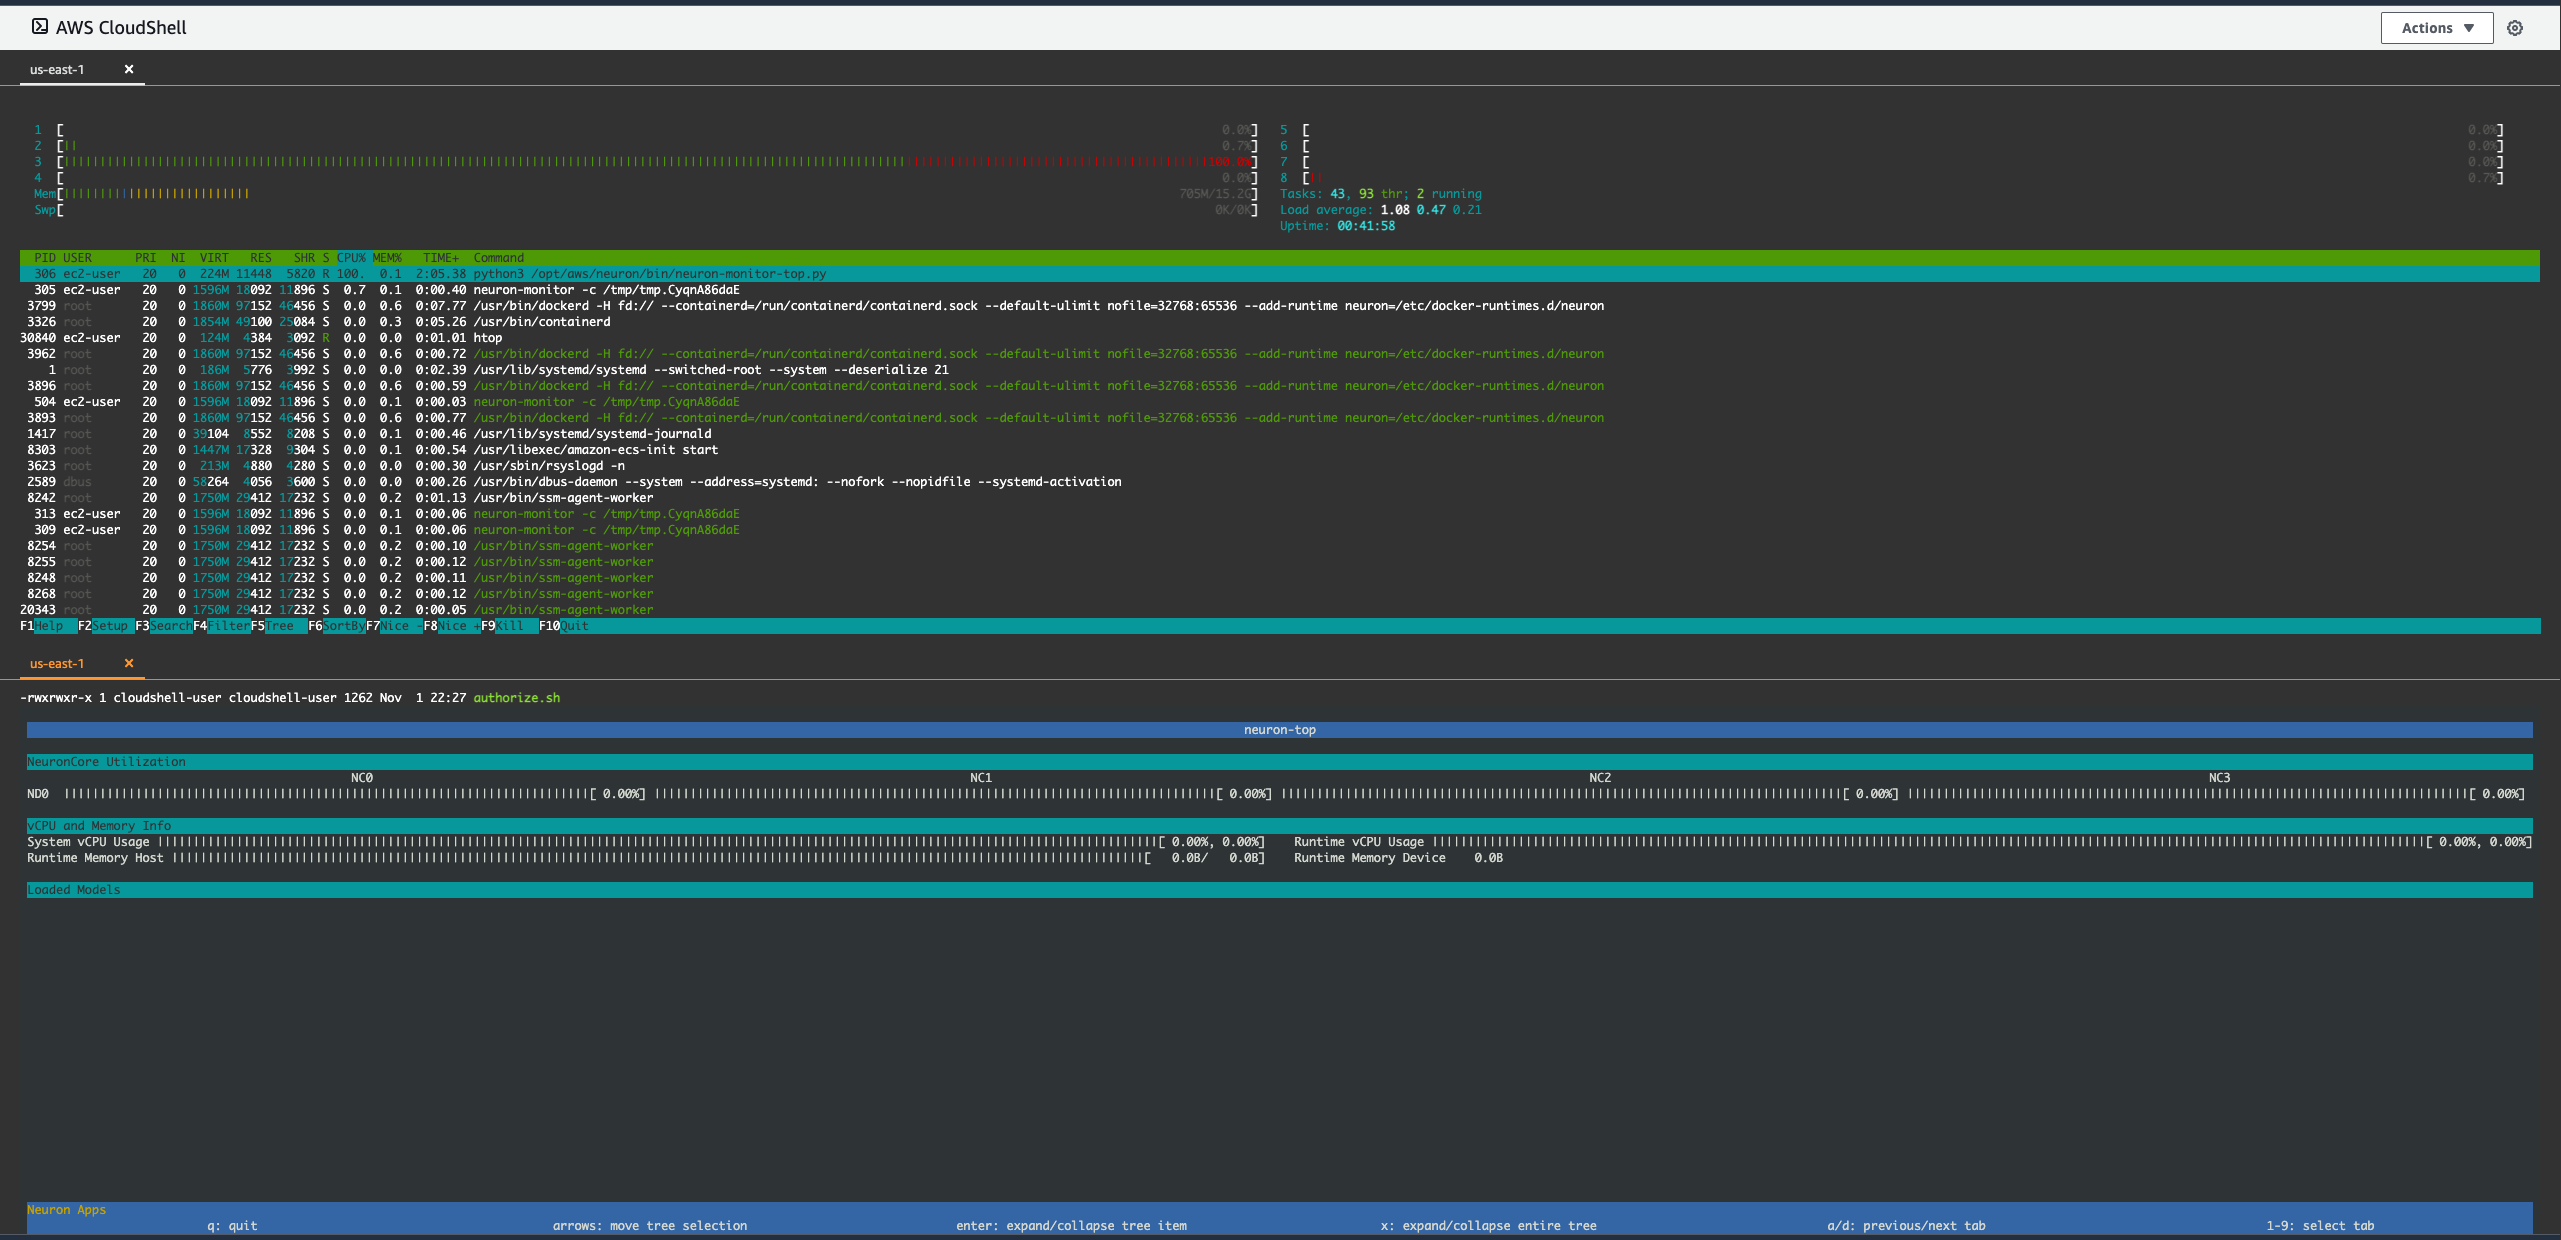 AWS CloudShell
Actions ▼
us-east-1 ×
1 [ 0.0%] 5 [ 0.0%]
2 [|| 0.7%] 6 [ 0.0%]
3 [ 100.0%] 7 [ 0.0%]
4 [ 0.0%] 8 [|| 0.7%]
Mem[ 705M/15.2G] Tasks: 43, 93 thr; 2 running
Swp[ 0K/0K] Load average: 1.08 0.47 0.21
Uptime: 00:41:58
PID USER PRI NI VIRT RES SHR S CPU% MEM% TIME+ Command
306 ec2-user 20 0 224M 11448 5820 R 100. 0.1 2:05.38 python3 /opt/aws/neuron/bin/neuron-monitor-top.py
305 ec2-user 20 0 1596M 18092 11896 S 0.7 0.1 0:00.40 neuron-monitor -c /tmp/tmp.CyqnA86daE
3799 root 20 0 1860M 97152 46456 S 0.0 0.6 0:07.77 /usr/bin/dockerd -H fd:// --containerd=/run/containerd/containerd.sock --default-ulimit nofile=32768:65536 --add-runtime neuron=/etc/docker-runtimes.d/neuron
3326 root 20 0 1854M 49100 25084 S 0.0 0.3 0:05.26 /usr/bin/containerd
30840 ec2-user 20 0 124M 4384 3092 R 0.0 0.0 0:01.01 htop
3962 root 20 0 1860M 97152 46456 S 0.0 0.6 0:00.72 /usr/bin/dockerd -H fd:// --containerd=/run/containerd/containerd.sock --default-ulimit nofile=32768:65536 --add-runtime neuron=/etc/docker-runtimes.d/neuron
1 root 20 0 186M 5776 3992 S 0.0 0.0 0:02.39 /usr/lib/systemd/systemd --switched-root --system --deserialize 21
3896 root 20 0 1860M 97152 46456 S 0.0 0.6 0:00.59 /usr/bin/dockerd -H fd:// --containerd=/run/containerd/containerd.sock --default-ulimit nofile=32768:65536 --add-runtime neuron=/etc/docker-runtimes.d/neuron
504 ec2-user 20 0 1596M 18092 11896 S 0.0 0.1 0:00.03 neuron-monitor -c /tmp/tmp.CyqnA86daE
3893 root 20 0 1860M 97152 46456 S 0.0 0.6 0:00.77 /usr/bin/dockerd -H fd:// --containerd=/run/containerd/containerd.sock --default-ulimit nofile=32768:65536 --add-runtime neuron=/etc/docker-runtimes.d/neuron
1417 root 20 0 39104 8552 8208 S 0.0 0.1 0:00.46 /usr/lib/systemd/systemd-journald
8303 root 20 0 1447M 17328 9304 S 0.0 0.1 0:00.54 /usr/libexec/amazon-ecs-init start
3623 root 20 0 213M 4880 4280 S 0.0 0.0 0:00.30 /usr/sbin/rsyslogd -n
2589 dbus 20 0 58264 4056 3600 S 0.0 0.0 0:00.26 /usr/bin/dbus-daemon --system --address=systemd: --nofork --nopidfile --systemd-activation
8242 root 20 0 1750M 29412 17232 S 0.0 0.2 0:01.13 /usr/bin/ssm-agent-worker
313 ec2-user 20 0 1596M 18092 11896 S 0.0 0.1 0:00.06 neuron-monitor -c /tmp/tmp.CyqnA86daE
309 ec2-user 20 0 1596M 18092 11896 S 0.0 0.1 0:00.06 neuron-monitor -c /tmp/tmp.CyqnA86daE
8254 root 20 0 1750M 29412 17232 S 0.0 0.2 0:00.10 /usr/bin/ssm-agent-worker
8255 root 20 0 1750M 29412 17232 S 0.0 0.2 0:00.12 /usr/bin/ssm-agent-worker
8248 root 20 0 1750M 29412 17232 S 0.0 0.2 0:00.11 /usr/bin/ssm-agent-worker
8268 root 20 0 1750M 29412 17232 S 0.0 0.2 0:00.12 /usr/bin/ssm-agent-worker
20343 root 20 0 1750M 29412 17232 S 0.0 0.2 0:00.05 /usr/bin/ssm-agent-worker
F1Help F2Setup F3SearchF4FilterF5Tree F6SortByF7Nice -F8Nice +F9Kill F10Quit
us-east-1 ×
-rwxrwxr-x 1 cloudshell-user cloudshell-user 1262 Nov 1 22:27 authorize.sh
neuron-top
NeuronCore Utilization
NC0 NC1 NC2 NC3
ND0 [ 0.00%] [ 0.00%] [ 0.00%] [ 0.00%]
vCPU and Memory Info
System vCPU Usage [ 0.00%, 0.00%] Runtime vCPU Usage [ 0.00%, 0.00%]
Runtime Memory Host [ 0.0B/ 0.0B] Runtime Memory Device 0.0B
Loaded Models
Neuron Apps
q: quit arrows: move tree selection enter: expand/collapse tree item x: expand/collapse entire tree a/d: previous/next tab 1-9: select tab